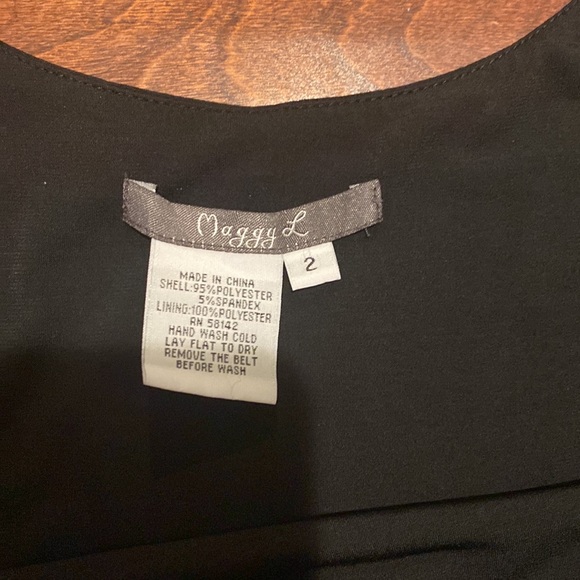 Maggy L
2
MADE IN CHINA
SHELL:95%POLYESTER
5%SPANDEX
LINING:100%POLYESTER
RN 58142
HAND WASH COLD
LAY FLAT TO DRY
REMOVE THE BELT
BEFORE WASH